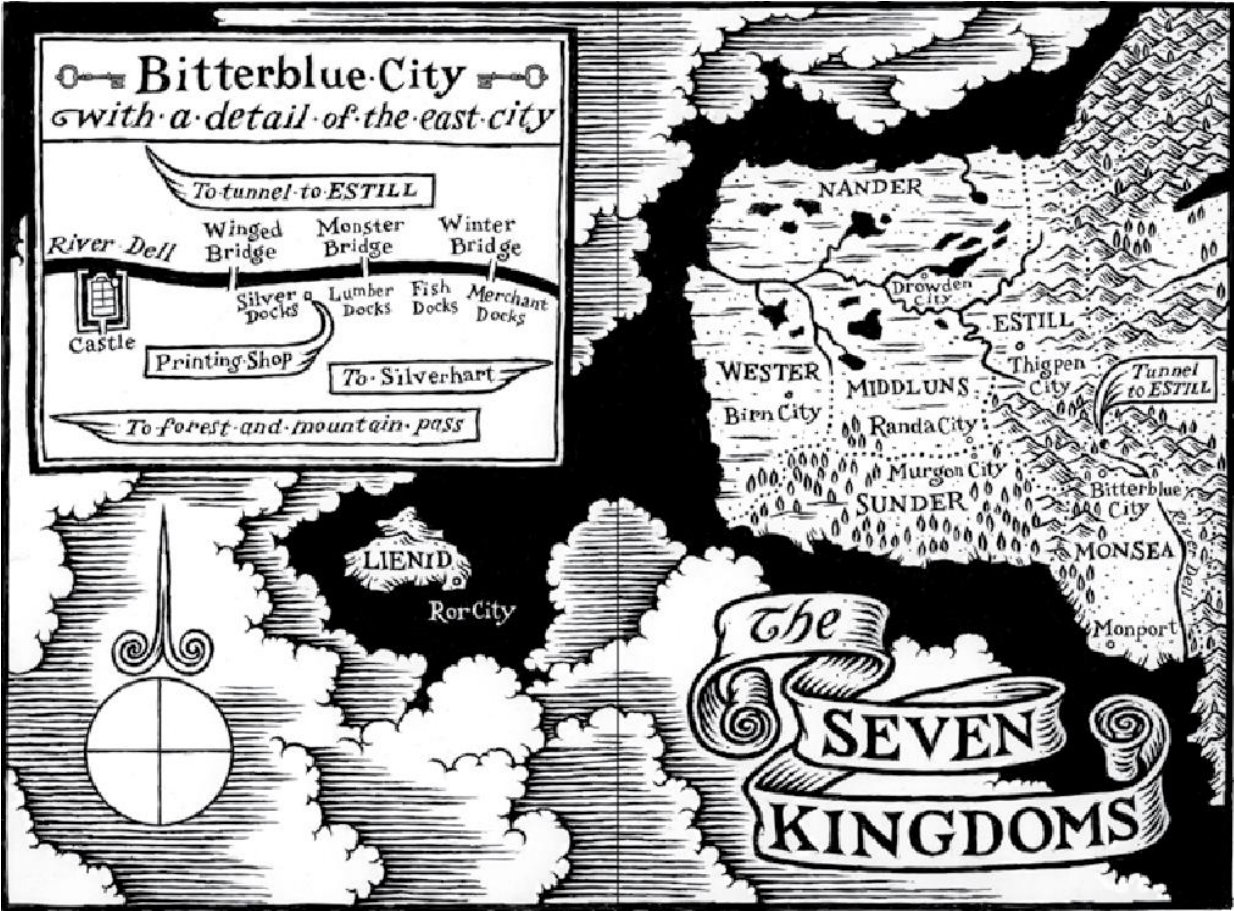 Bitterblue·City
with·a·detail·of·the·east·city
To·tunnel·to·ESTILL
River·Dell
Winged
Bridge
Monster
Bridge
Winter
Bridge
Silver
Docks
Lumber
Docks
Fish
Docks
Merchant
Docks
Castle
Printing·Shop
To·Silverhart
To·forest·and·mountain·pass
NANDER
Drowden
City
ESTILL
Thigpen
City
Tunnel
to ESTILL
WESTER
Birn City
MIDDLUNS
Randa City
Murgon City
SUNDER
Bitterblue
City
MONSEA
River Dell
Monport
LIENID
Ror City
The
SEVEN
KINGDOMS